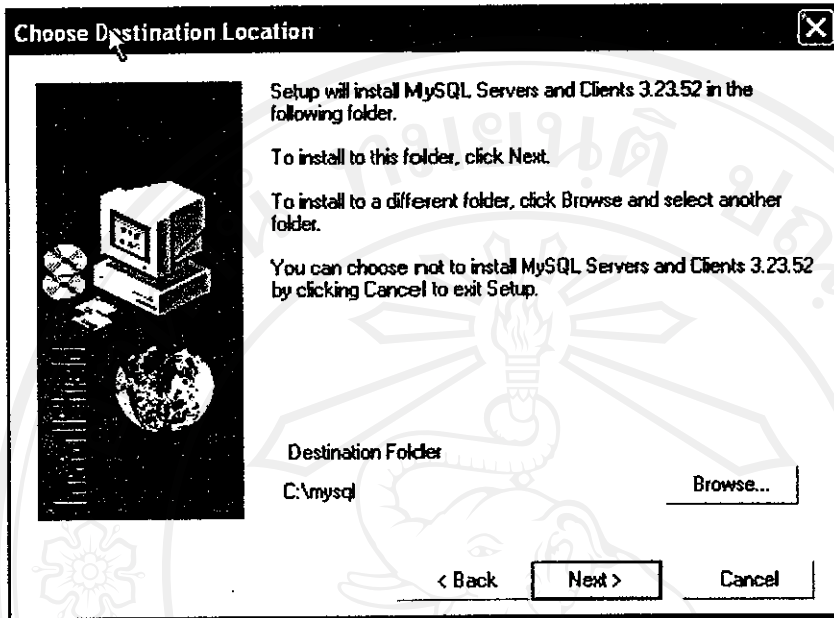 Choose Destination Location
Setup will install MySQL Servers and Clients 3.23.52 in the
following folder.
To install to this folder, click Next.
To install to a different folder, click Browse and select another
folder.
You can choose not to install MySQL Servers and Clients 3.23.52
by clicking Cancel to exit Setup.
Destination Folder
C:\mysql
Browse...
< Back
Next >
Cancel